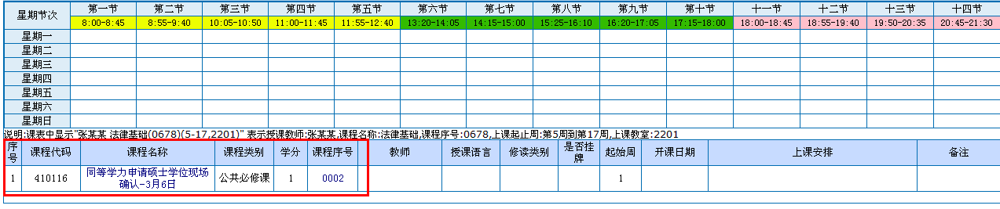 星期节次 第一节 第二节 第三节 第四节 第五节 第六节 第七节 第八节 第九节 第十节 十一节 十二节 十三节 十四节
8:00-8:45 8:55-9:40 10:05-10:50 11:00-11:45 11:55-12:40 13:20-14:05 14:15-15:00 15:25-16:10 16:20-17:05 17:15-18:00 18:00-18:45 18:55-19:40 19:50-20:35 20:45-21:30
星期一
星期二
星期三
星期四
星期五
星期六
星期日
说明:课表中显示"张某某 法律基础(0678)(5-17,2201)" 表示授课教师:张某某,课程名称:法律基础,课程序号:0678,上课起止周:第5周到第17周,上课教室:2201
序号 课程代码 课程名称 课程类别 学分 课程序号 教师 授课语言 修读类别 是否挂牌 起始周 开课日期 上课安排 备注
1 410116 同等学力申请硕士学位现场 公共必修课 1 0002 1
确认-3月6日